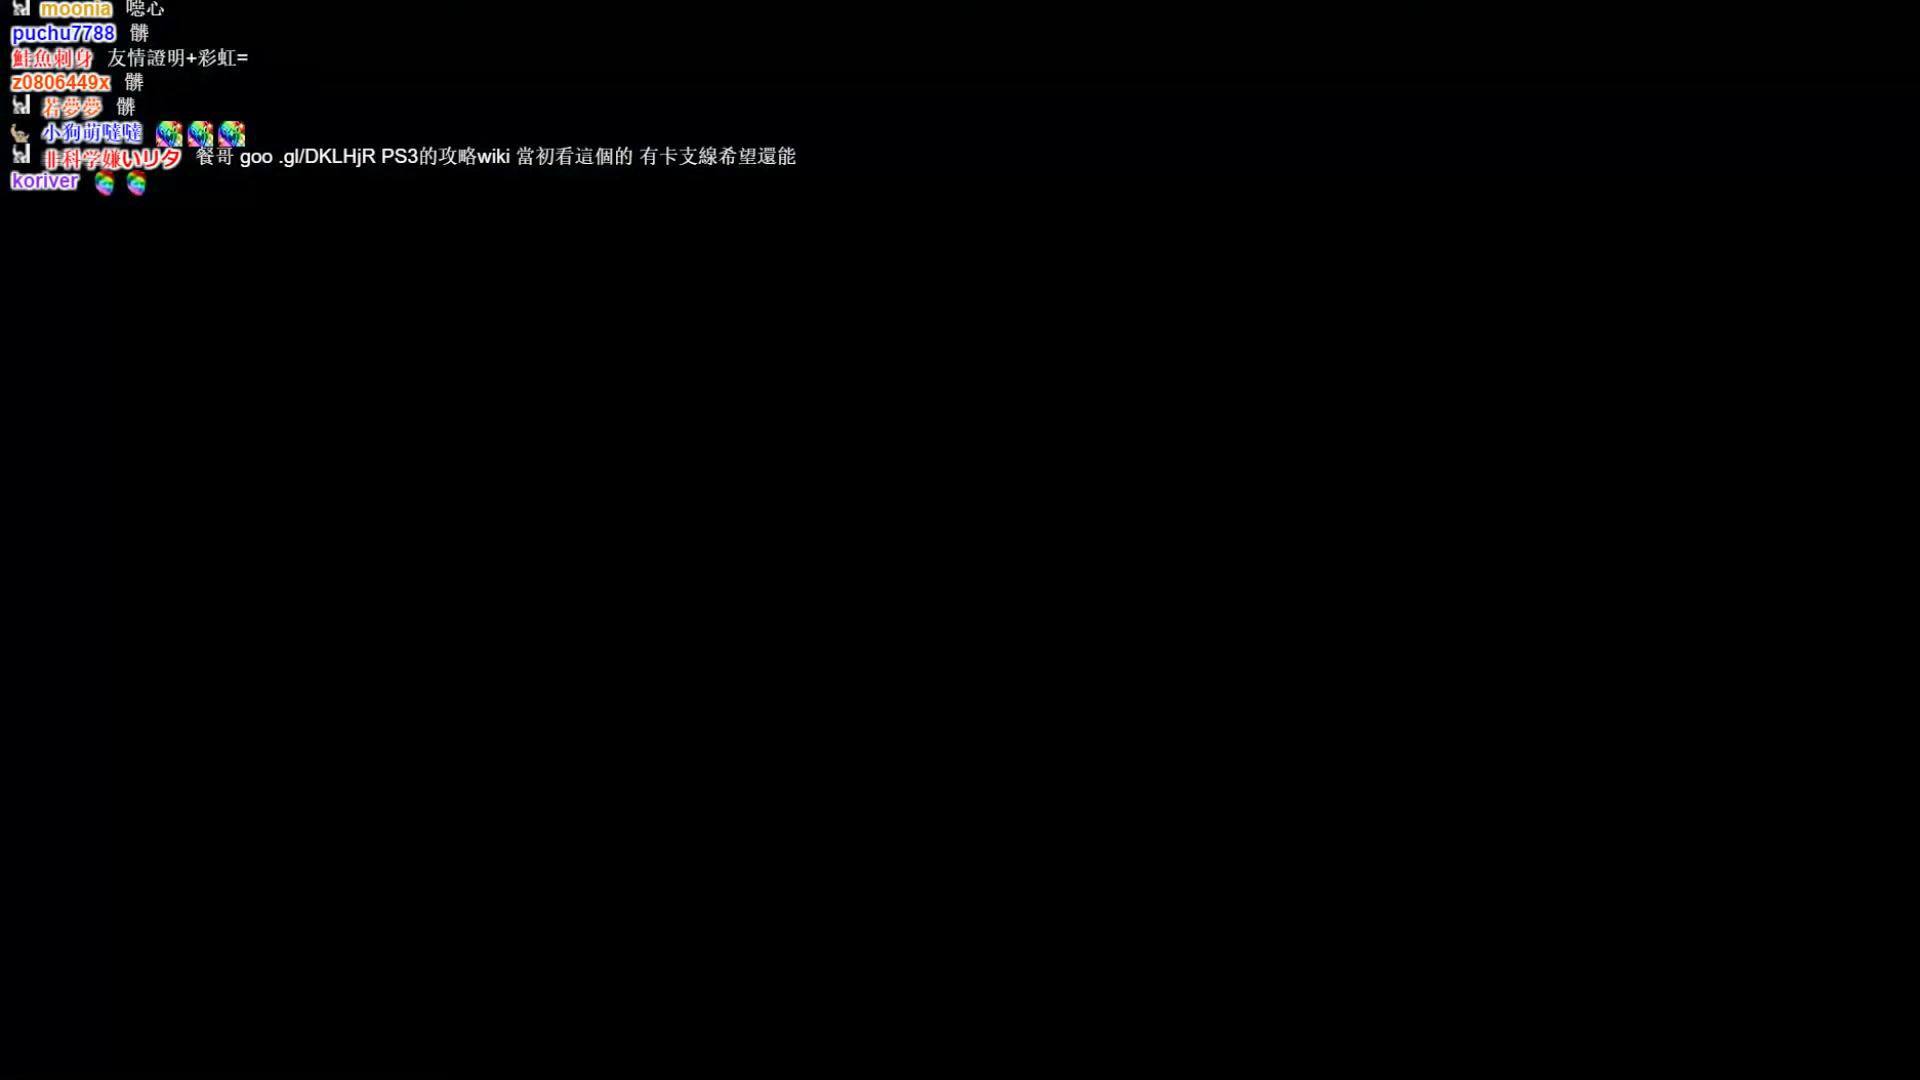 moonia 噁心
puchu7788 髒
鮭魚刺身 友情證明+彩虹=
z0806449x 髒
若夢夢 髒
小狗萌噠噠
非科学嫌いリタ 餐哥 goo .gl/DKLHjR PS3的攻略wiki 當初看這個的 有卡支線希望還能
koriver